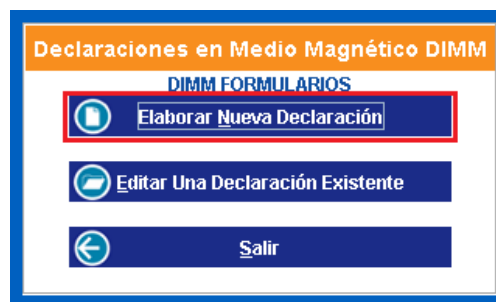 Declaraciones en Medio Magnético DIMM
DIMM FORMULARIOS
Elaborar Nueva Declaración
Editar Una Declaración Existente
Salir